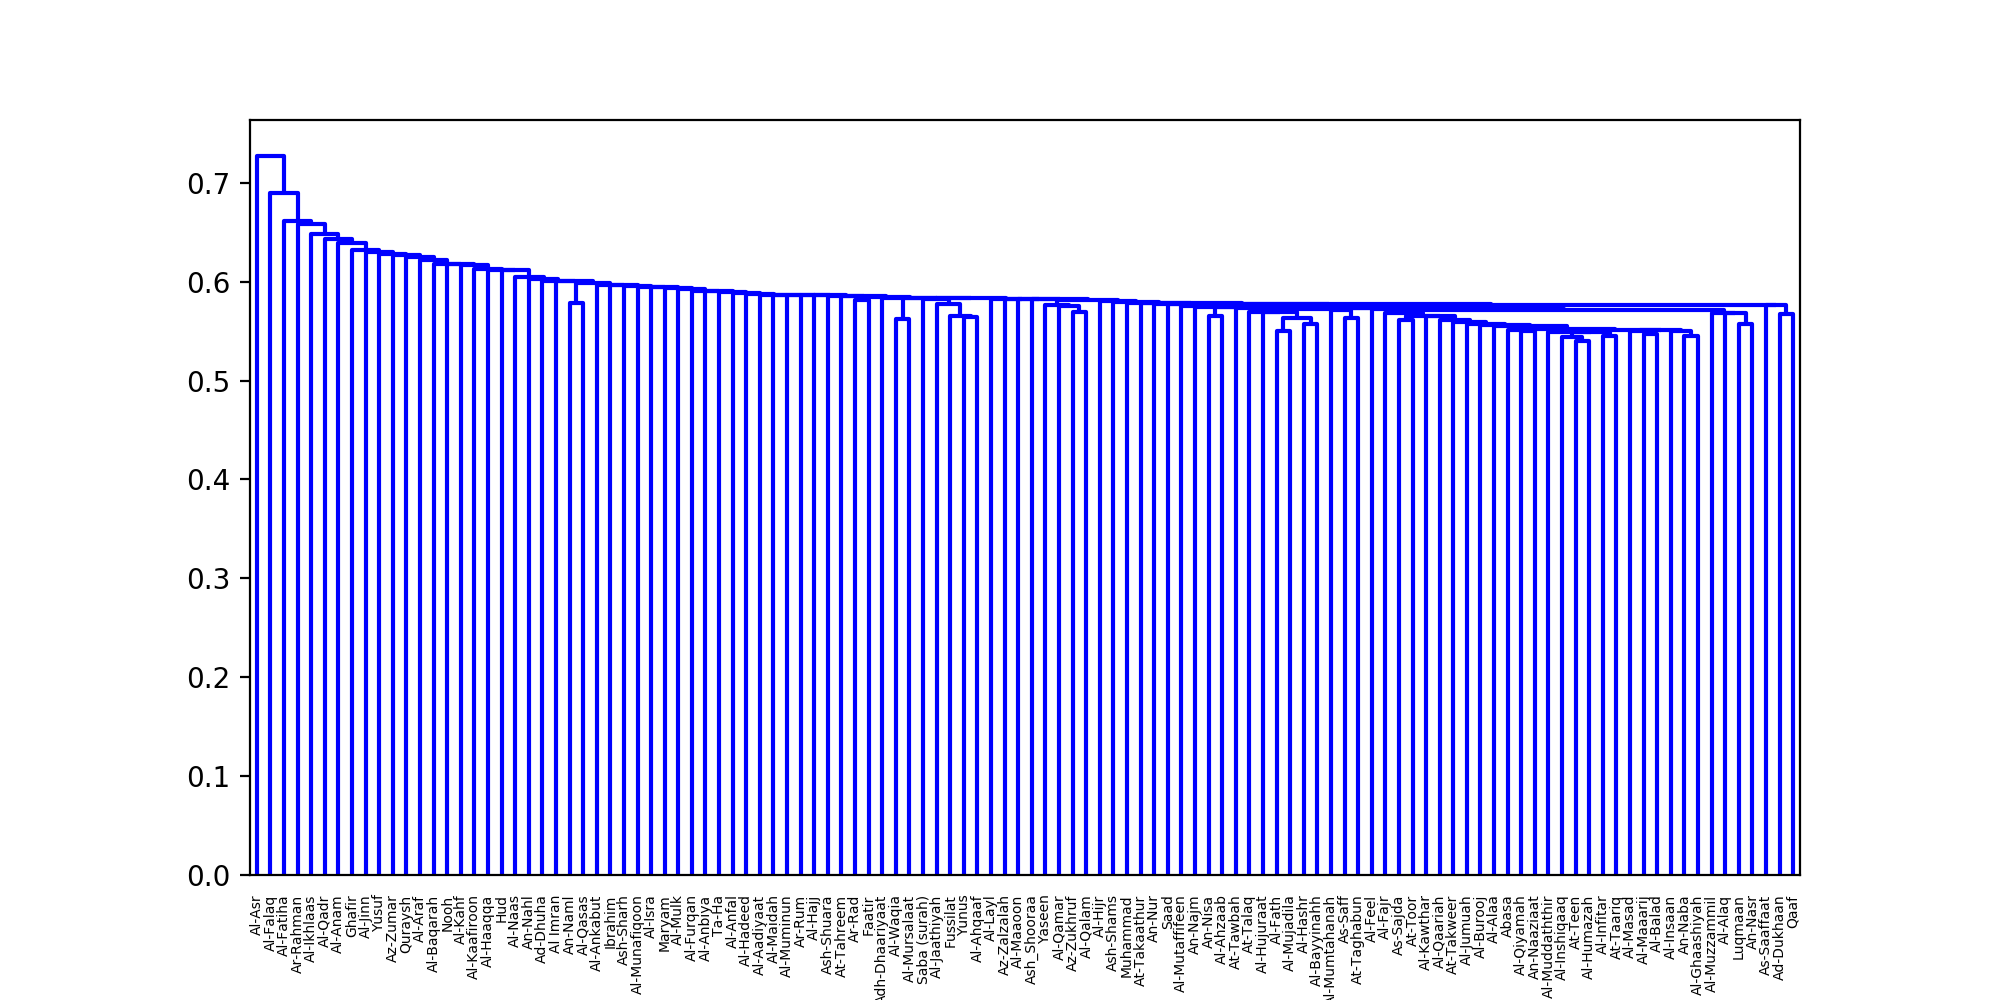 0.7
0.6
0.5
0.4
0.3
0.2
0.1
0.0
Al-Asr
Al-Falaq
Al-Fatiha
Ar-Rahman
Al-Ikhlaas
Al-Qadr
Al-Anam
Ghafir
Al-Jinn
Yusuf
Az-Zumar
Quraysh
Al-Araf
Al-Baqarah
Nooh
Al-Kahf
Al-Kaafiroon
Al-Haaqqa
Hud
Al-Naas
An-Nahl
Ad-Dhuha
Al Imran
An-Naml
Al-Qasas
Al-Ankabut
Ibrahim
Ash-Sharh
Al-Munafiqoon
Al-Isra
Maryam
Al-Mulk
Al-Furqan
Al-Anbiya
Ta-Ha
Al-Anfal
Al-Hadeed
Al-Aadiyaat
Al-Maidah
Al-Muminun
Ar-Rum
Al-Hajj
Ash-Shuara
At-Tahreem
Ar-Rad
Faatir
Adh-Dhaariyaat
Al-Waqia
Al-Mursalaat
Saba (surah)
Al-Jaathiyah
Fussilat
Yunus
Al-Ahqaaf
Al-Layl
Az-Zalzalah
Al-Maaoon
Ash_Shooraa
Yaseen
Al-Qamar
Az-Zukhruf
Al-Qalam
Al-Hijr
Ash-Shams
Muhammad
At-Takaathur
An-Nur
Saad
Al-Mutaffifeen
An-Najm
An-Nisa
Al-Ahzaab
At-Tawbah
At-Talaq
Al-Hujuraat
Al-Fath
Al-Mujadila
Al-Hashr
Al-Bayyinahh
Al-Mumtahanah
As-Saff
At-Taghabun
Al-Feel
Al-Fajr
As-Sajda
At-Toor
Al-Kawthar
Al-Qaariah
At-Takweer
Al-Jumuah
Al-Burooj
Al-Alaa
Abasa
Al-Qiyamah
An-Naaziaat
Al-Muddaththir
Al-Inshiqaaq
At-Teen
Al-Humazah
Al-Infitar
At-Taariq
Al-Masad
Al-Maarij
Al-Balad
Al-Insaan
An-Naba
Al-Ghaashiyah
Al-Muzzammil
Al-Alaq
Luqmaan
An-Nasr
As-Saaffaat
Ad-Dukhaan
Qaaf